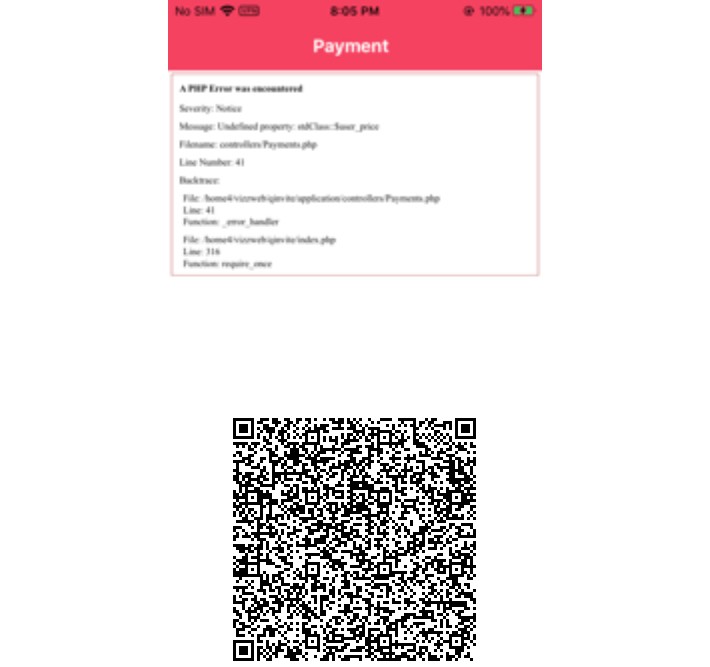 No SIM VPN 8:05 PM 100%
Payment
A PHP Error was encountered
Severity: Notice
Message: Undefined property: stdClass::$user_price
Filename: controllers/Payments.php
Line Number: 41
Backtrace:
File: /home4/vizzweb/qinvite/application/controllers/Payments.php
Line: 41
Function: _error_handler
File: /home4/vizzweb/qinvite/index.php
Line: 316
Function: require_once